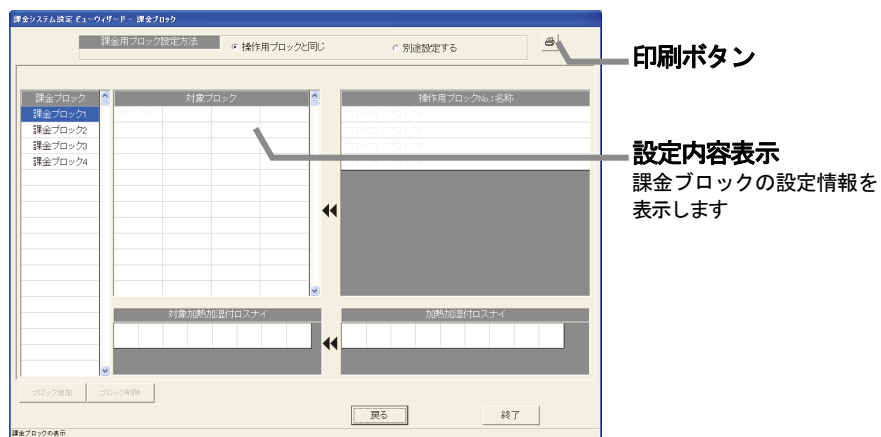 課金システム設定 ビューウィザード - 課金ブロック
課金用ブロック設定方法
操作用ブロックと同じ
別途設定する
印刷ボタン
課金ブロック
対象ブロック
操作用ブロックNo.:名称
課金ブロック1
ブロック1
課金ブロック2
課金ブロック3
課金ブロック4
設定内容表示
課金ブロックの設定情報を
表示します
対象加熱加湿付ロスナイ
加熱加湿付ロスナイ
ブロック追加
ブロック削除
戻る
終了
課金ブロックの表示